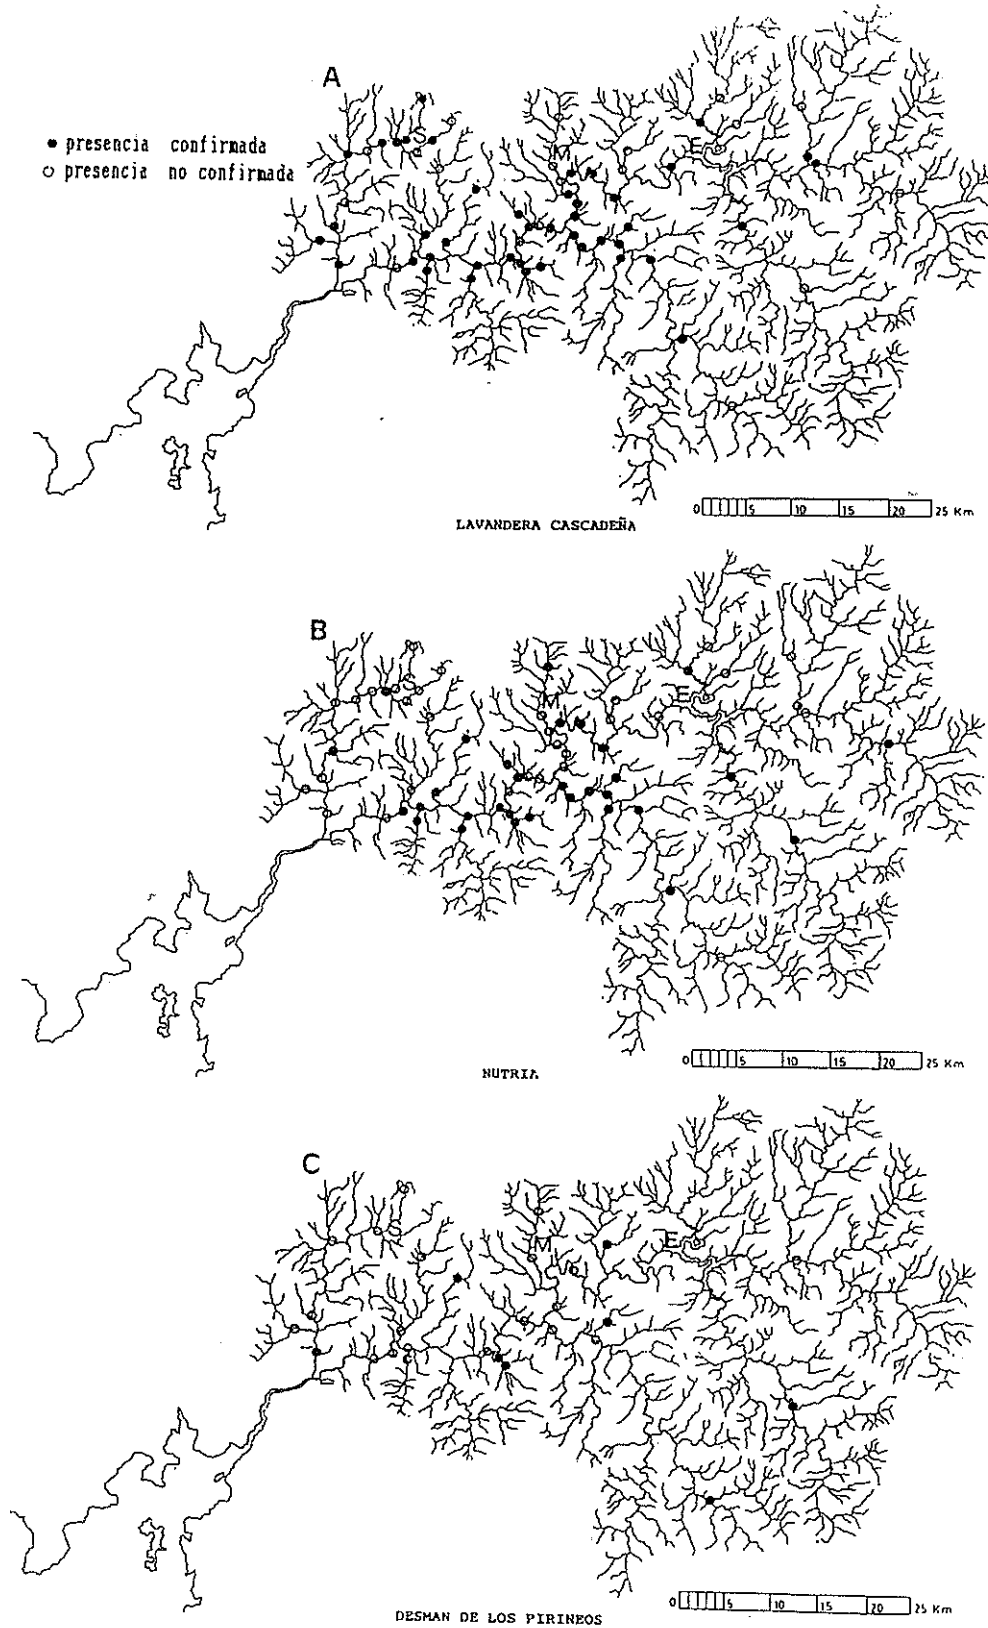 A
● presencia confirmada
○ presencia no confirmada
S
M
E
0 5 10 15 20 25 Km
LAVANDERA CASCADEÑA
B
S
M
E
0 5 10 15 20 25 Km
NUTRIA
C
S
M
E
0 5 10 15 20 25 Km
DESMAN DE LOS PIRINEOS